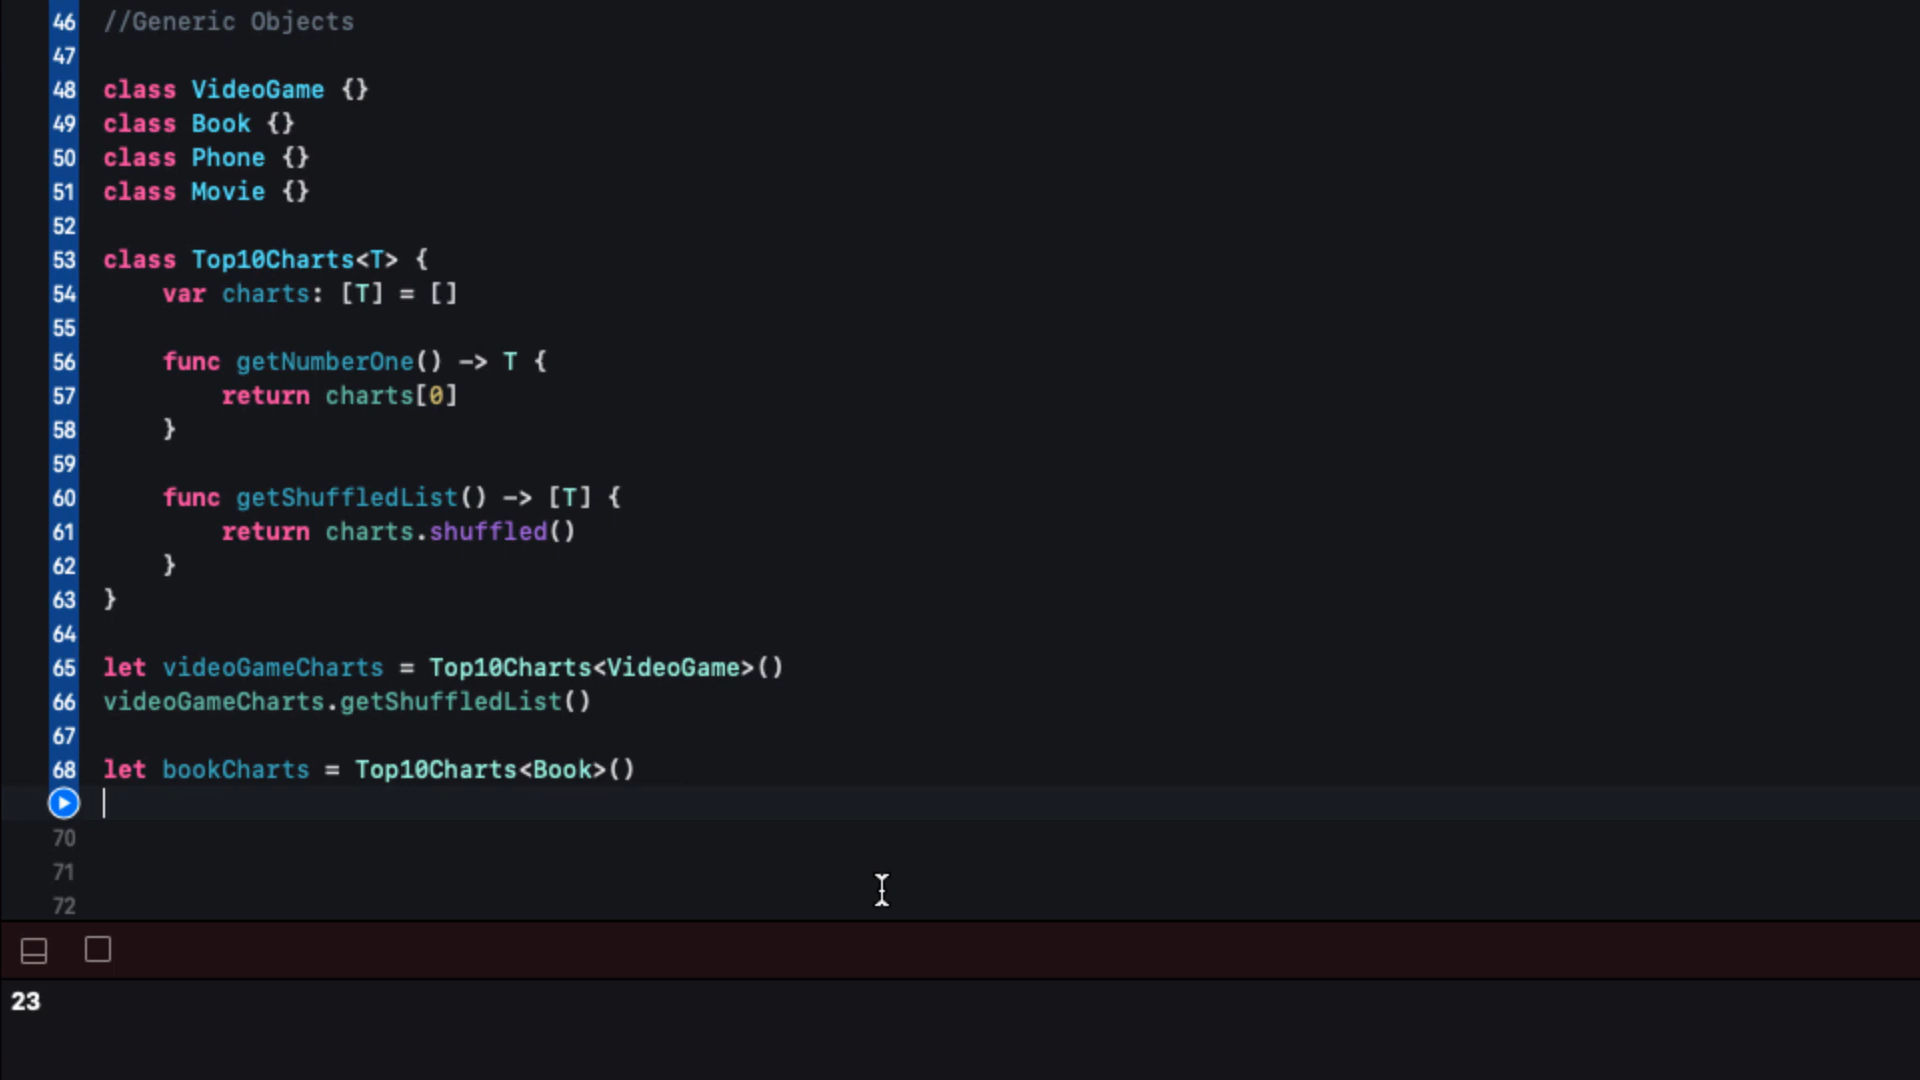 46 //Generic Objects
47
48 class VideoGame {}
49 class Book {}
50 class Phone {}
51 class Movie {}
52
53 class Top10Charts<T> {
54     var charts: [T] = []
55
56     func getNumberOne() -> T {
57         return charts[0]
58     }
59
60     func getShuffledList() -> [T] {
61         return charts.shuffled()
62     }
63 }
64
65 let videoGameCharts = Top10Charts<VideoGame>()
66 videoGameCharts.getShuffledList()
67
68 let bookCharts = Top10Charts<Book>()
70
71
72
23